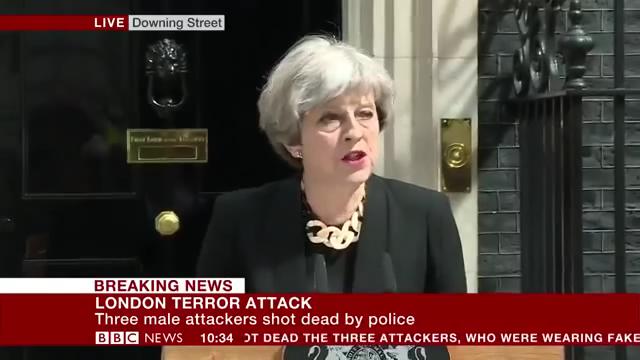 LIVE Downing Street
BREAKING NEWS
LONDON TERROR ATTACK
Three male attackers shot dead by police
BBC NEWS 10:34 OT DEAD THE THREE ATTACKERS, WHO WERE WEARING FAKE